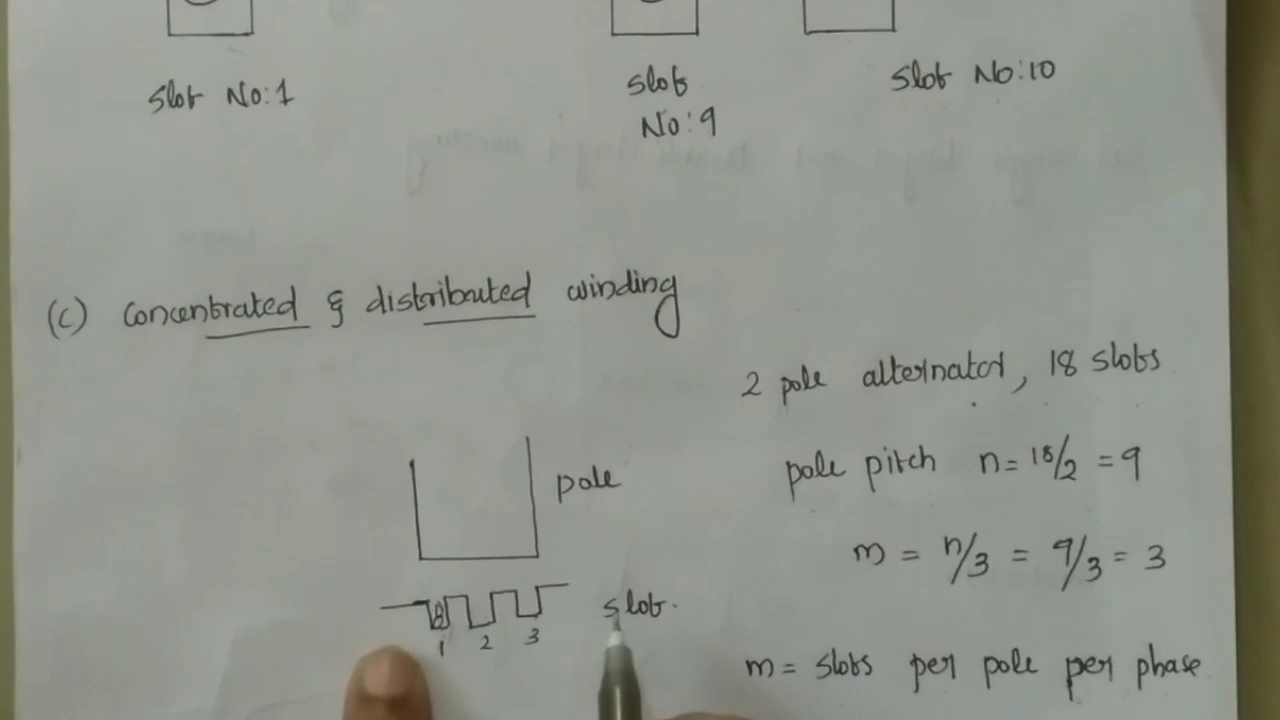 Slot No:1
Slot
No:9
Slot No:10
(c) Concentrated & distributed winding
2 pole alternator, 18 slots
pole
pole pitch n = 18/2 = 9
m = n/3 = 9/3 = 3
slot.
1 2 3
m = slots per pole per phase